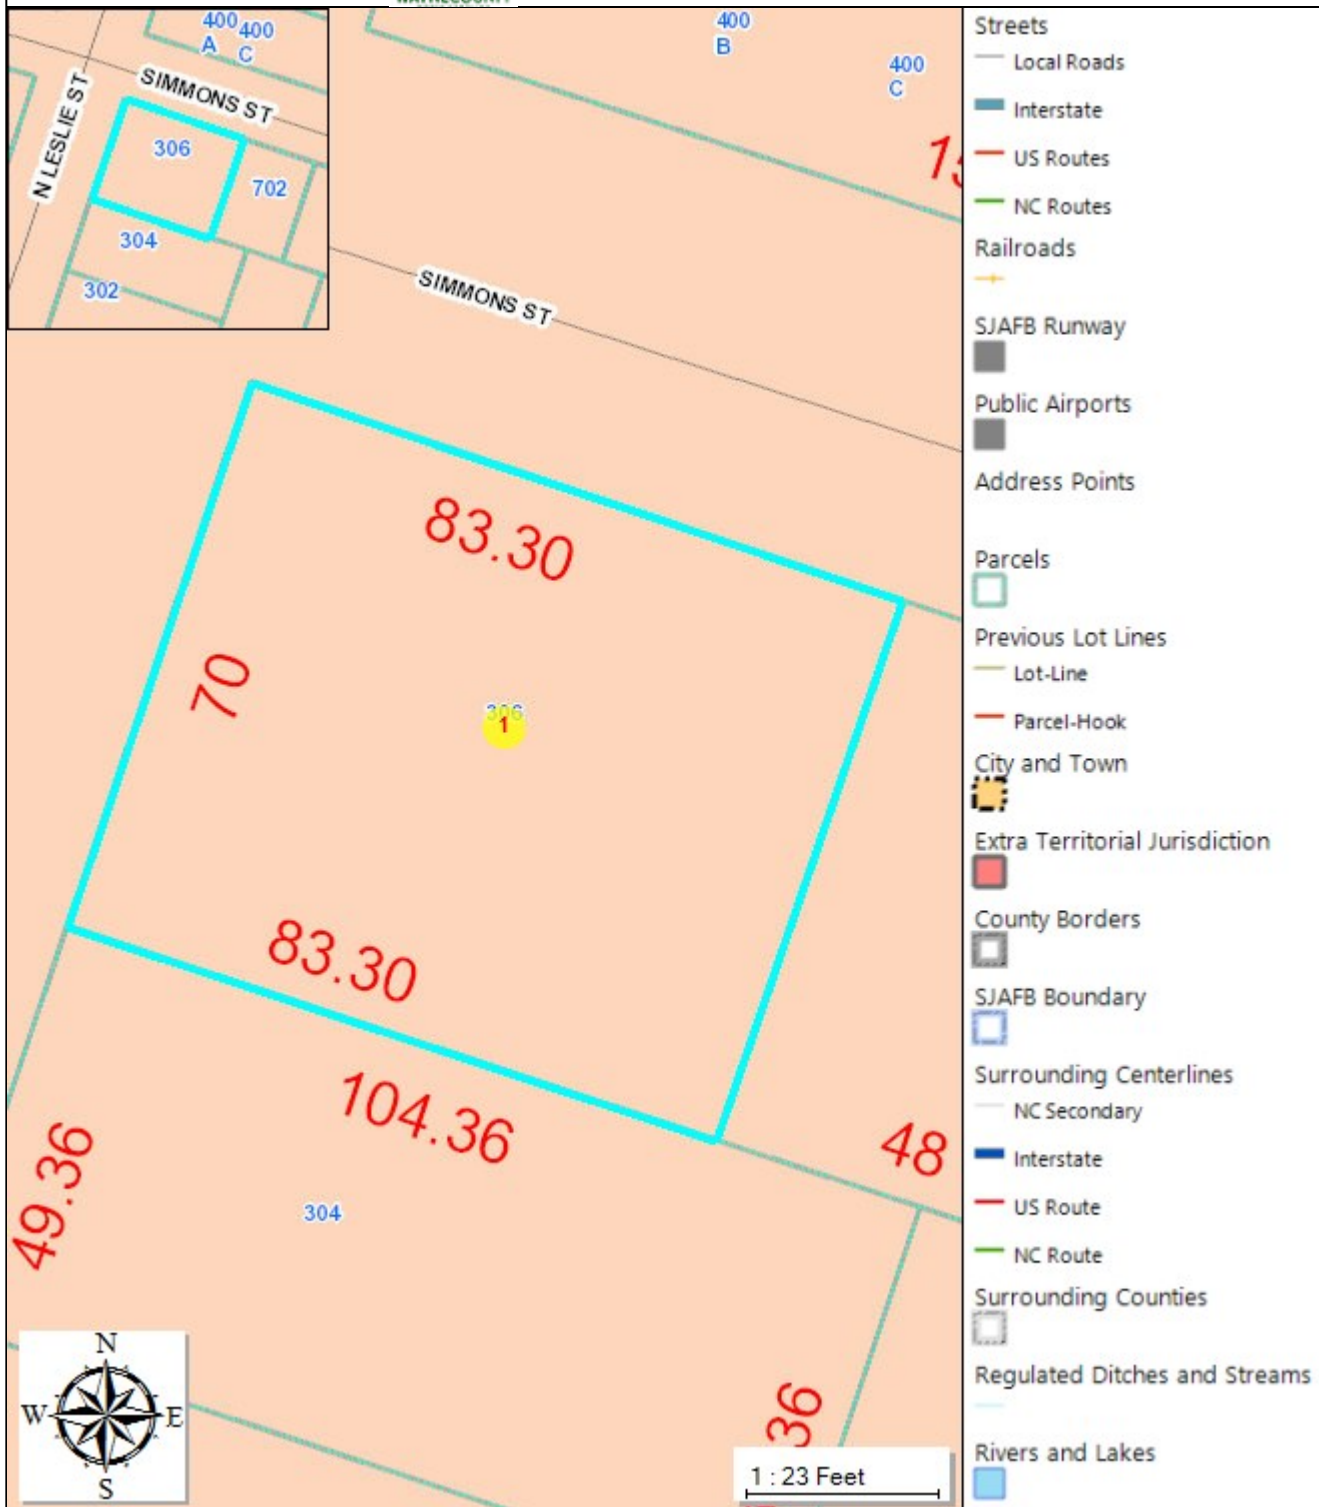 400
A
400
C
SIMMONS ST
N LESLIE ST
306
702
304
302
400
B
400
C
SIMMONS ST
83.30
70
306
1
83.30
104.36
48
49.36
304
36
N
W
E
S
1 : 23 Feet
Streets
Local Roads
Interstate
US Routes
NC Routes
Railroads
SJAFB Runway
Public Airports
Address Points
Parcels
Previous Lot Lines
Lot-Line
Parcel-Hook
City and Town
Extra Territorial Jurisdiction
County Borders
SJAFB Boundary
Surrounding Centerlines
NC Secondary
Interstate
US Route
NC Route
Surrounding Counties
Regulated Ditches and Streams
Rivers and Lakes